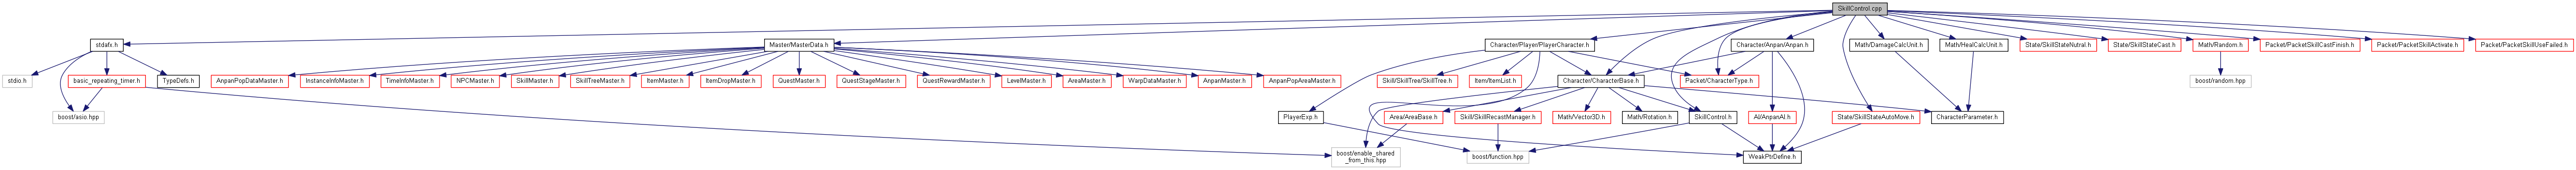 SkillControl.cpp
stdafx.h
Master/MasterData.h
Character/Player/PlayerCharacter.h
Character/Anpan/Anpan.h
Math/DamageCalcUnit.h
Math/HealCalcUnit.h
State/SkillStateNutral.h
State/SkillStateCast.h
Math/Random.h
Packet/PacketSkillCastFinish.h
Packet/PacketSkillActivate.h
Packet/PacketSkillUseFailed.h
stdio.h
basic_repeating_timer.h
TypeDefs.h
AnpanPopDataMaster.h
InstanceInfoMaster.h
TimeInfoMaster.h
NPCMaster.h
SkillMaster.h
SkillTreeMaster.h
ItemMaster.h
ItemDropMaster.h
QuestMaster.h
QuestStageMaster.h
QuestRewardMaster.h
LevelMaster.h
AreaMaster.h
WarpDataMaster.h
AnpanMaster.h
AnpanPopAreaMaster.h
Skill/SkillTree/SkillTree.h
Item/ItemList.h
Character/CharacterBase.h
Packet/CharacterType.h
boost/random.hpp
boost/asio.hpp
PlayerExp.h
Area/AreaBase.h
Skill/SkillRecastManager.h
Math/Vector3D.h
Math/Rotation.h
SkillControl.h
AI/AnpanAI.h
State/SkillStateAutoMove.h
CharacterParameter.h
boost/enable_shared
_from_this.hpp
boost/function.hpp
WeakPtrDefine.h